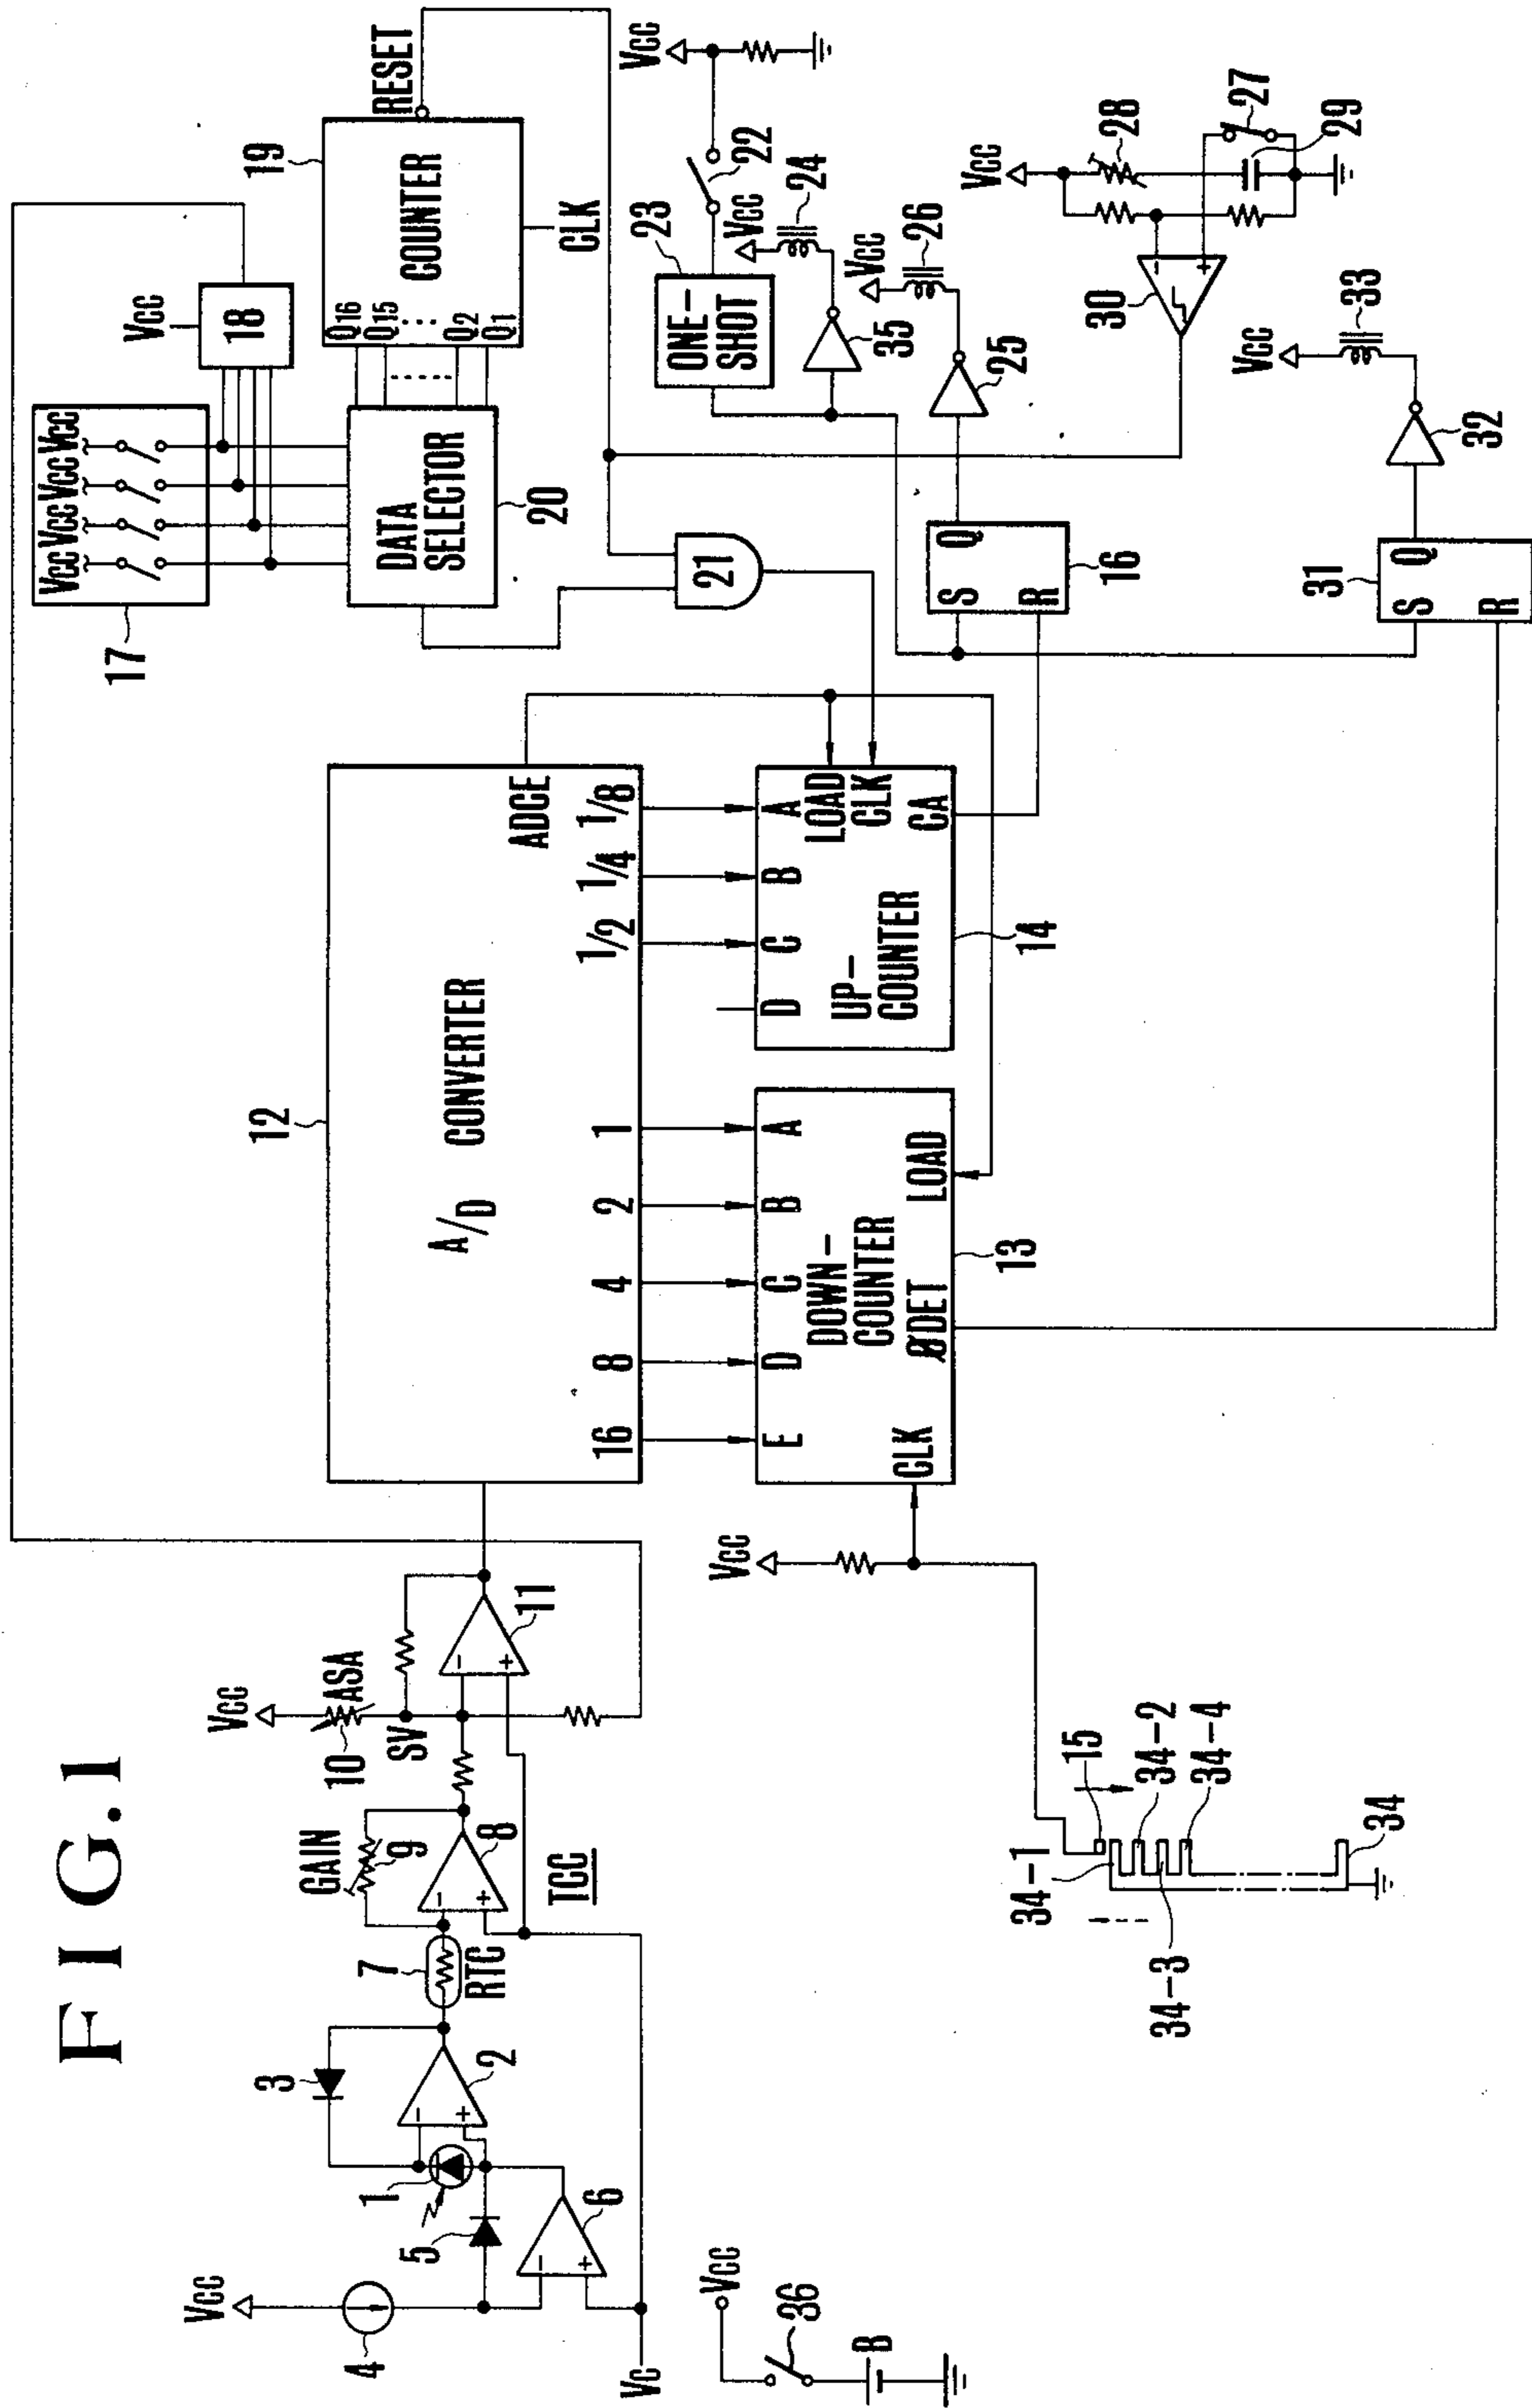 FIG.1
Vcc
4
5
1
3
2
6
Vc
7
RTC
GAIN
9
8
TCC
Vcc
10
ASA
SV
11
36
Vcc
B
12
A/D CONVERTER
ADCE
16
8
4
2
1
1/2
1/4
1/8
E
D
C
B
A
DOWN-
COUNTER
CLK
ØDET
LOAD
13
D
C
B
A
UP-
COUNTER
LOAD
CLK
CA
14
Vcc
15
34-1
34-2
34-3
34-4
34
17
Vcc Vcc Vcc Vcc
Vcc
18
DATA
SELECTOR
20
19
COUNTER
Q16
Q15
Q2
Q1
RESET
CLK
21
Vcc
22
23
ONE-
SHOT
Vcc
24
35
Vcc
26
25
S
Q
R
16
Vcc
28
27
29
30
-
+
31
S
Q
R
32
Vcc
33